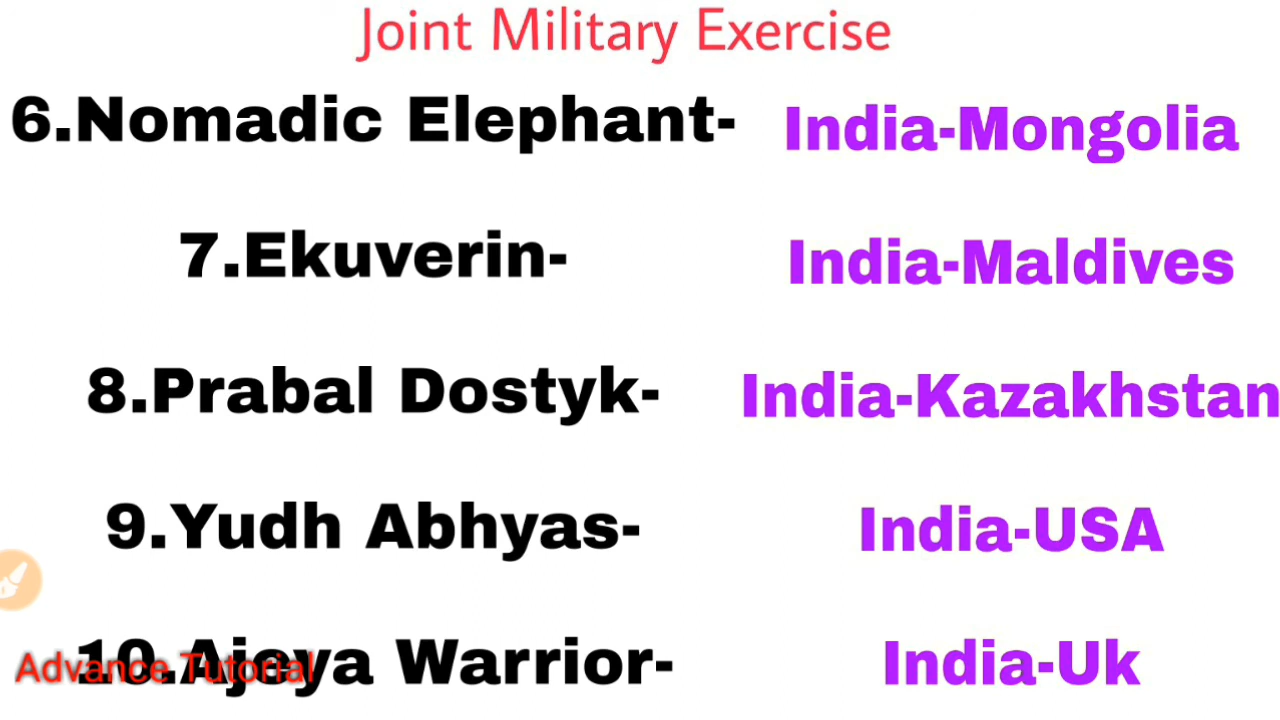 Joint Military Exercise
6.Nomadic Elephant- India-Mongolia
7.Ekuverin- India-Maldives
8.Prabal Dostyk- India-Kazakhstan
9.Yudh Abhyas- India-USA
10.Ajeya Warrior- India-Uk
Advance Tutorial